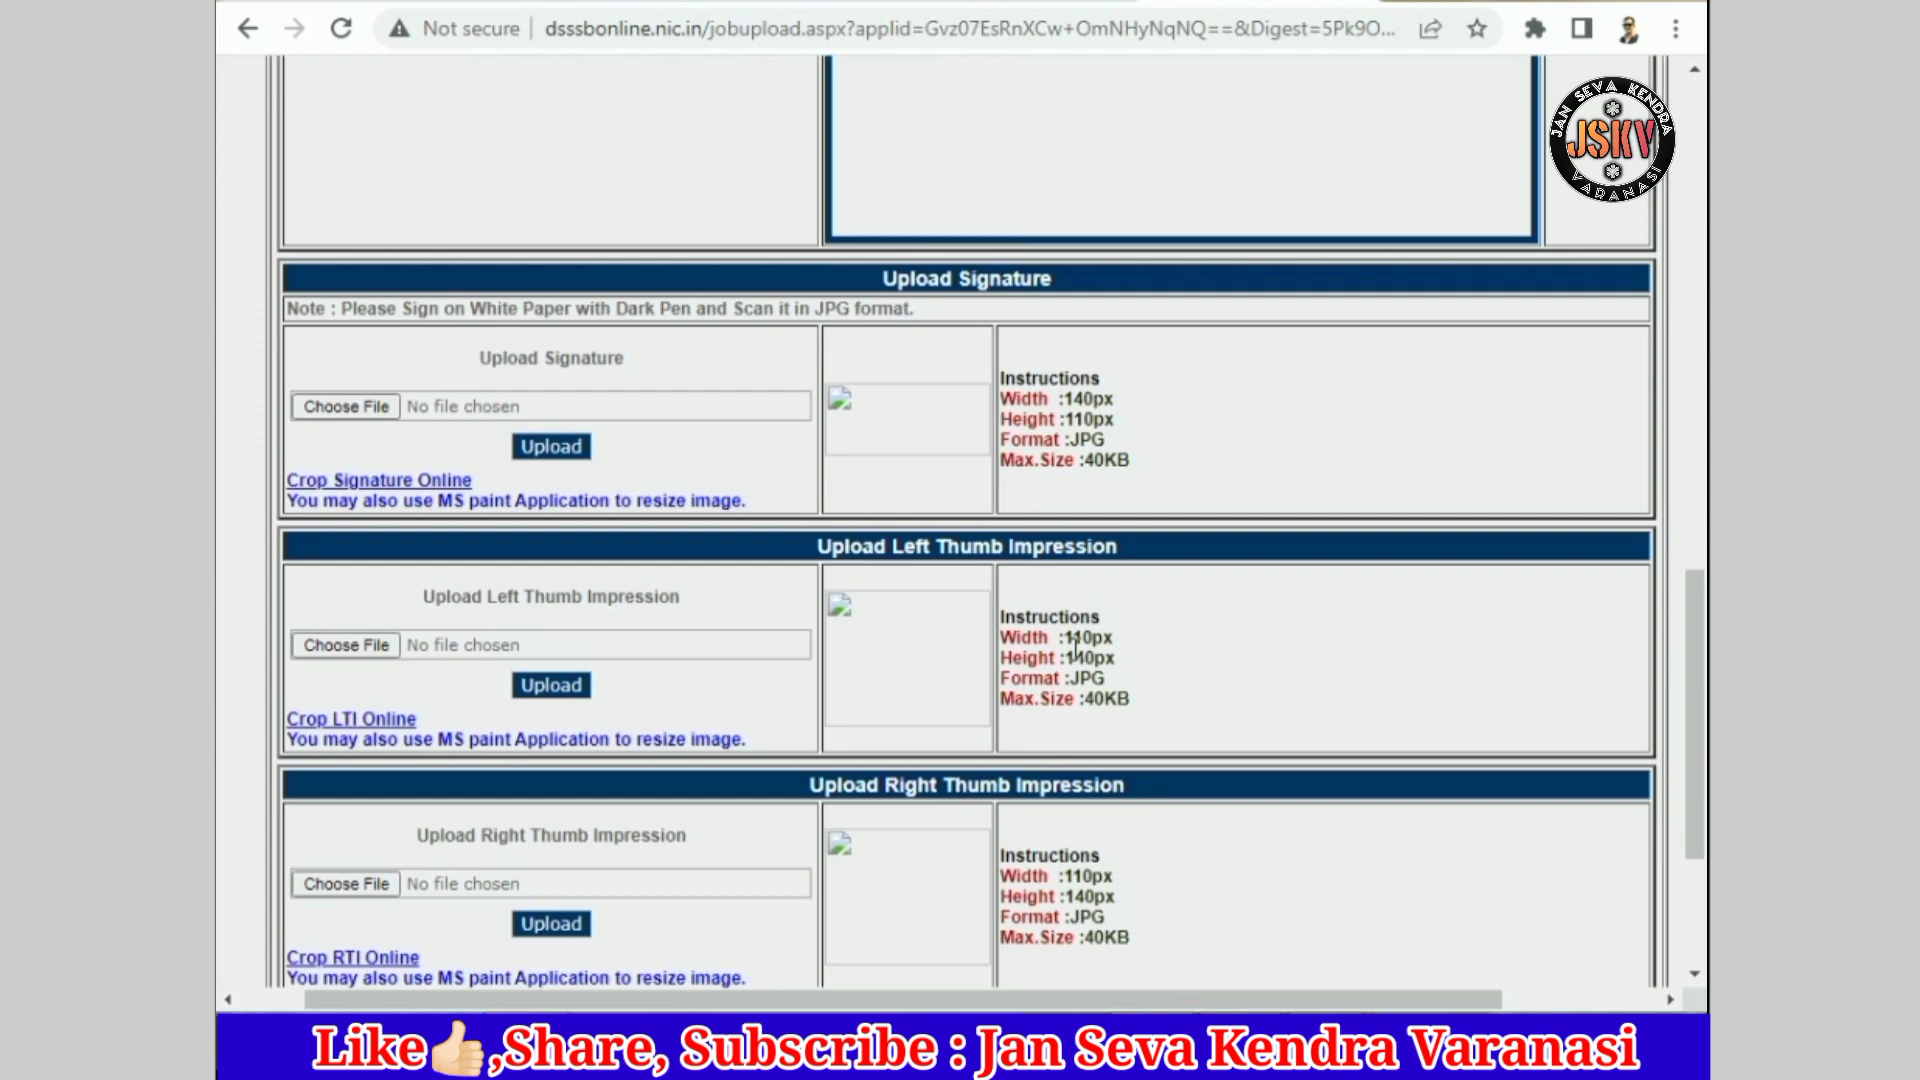 Not secure | dsssbonline.nic.in/jobupload.aspx?applid=Gvz07EsRnXCw+OmNHyNqNQ==&Digest=5Pk9O...
JAN SEVA KENDRA
JSKV
VARANASI
Upload Signature
Note : Please Sign on White Paper with Dark Pen and Scan it in JPG format.
Upload Signature
Choose File No file chosen
Upload
Crop Signature Online
You may also use MS paint Application to resize image.
Instructions
Width :140px
Height :110px
Format :JPG
Max.Size :40KB
Upload Left Thumb Impression
Upload Left Thumb Impression
Choose File No file chosen
Upload
Crop LTI Online
You may also use MS paint Application to resize image.
Instructions
Width :110px
Height :140px
Format :JPG
Max.Size :40KB
Upload Right Thumb Impression
Upload Right Thumb Impression
Choose File No file chosen
Upload
Crop RTI Online
You may also use MS paint Application to resize image.
Instructions
Width :110px
Height :140px
Format :JPG
Max.Size :40KB
Like👍🏻,Share, Subscribe : Jan Seva Kendra Varanasi